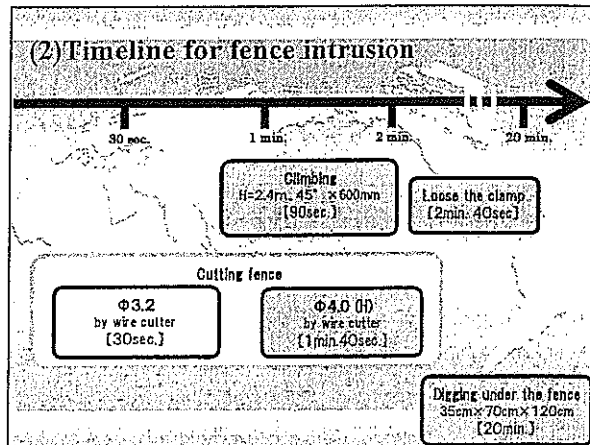 (2)Timeline for fence intrusion
30 sec.
1 min.
2 min.
20 min.
Climbing
H=2.4m, 45° ×600mm
[90sec.]
Loose the clamp
[2min. 40sec.]
Cutting fence
Φ3.2
by wire cutter
[30sec.]
Φ4.0 (H)
by wire cutter
[1min.40sec.]
Digging under the fence
35cm×70cm×120cm
[20min.]